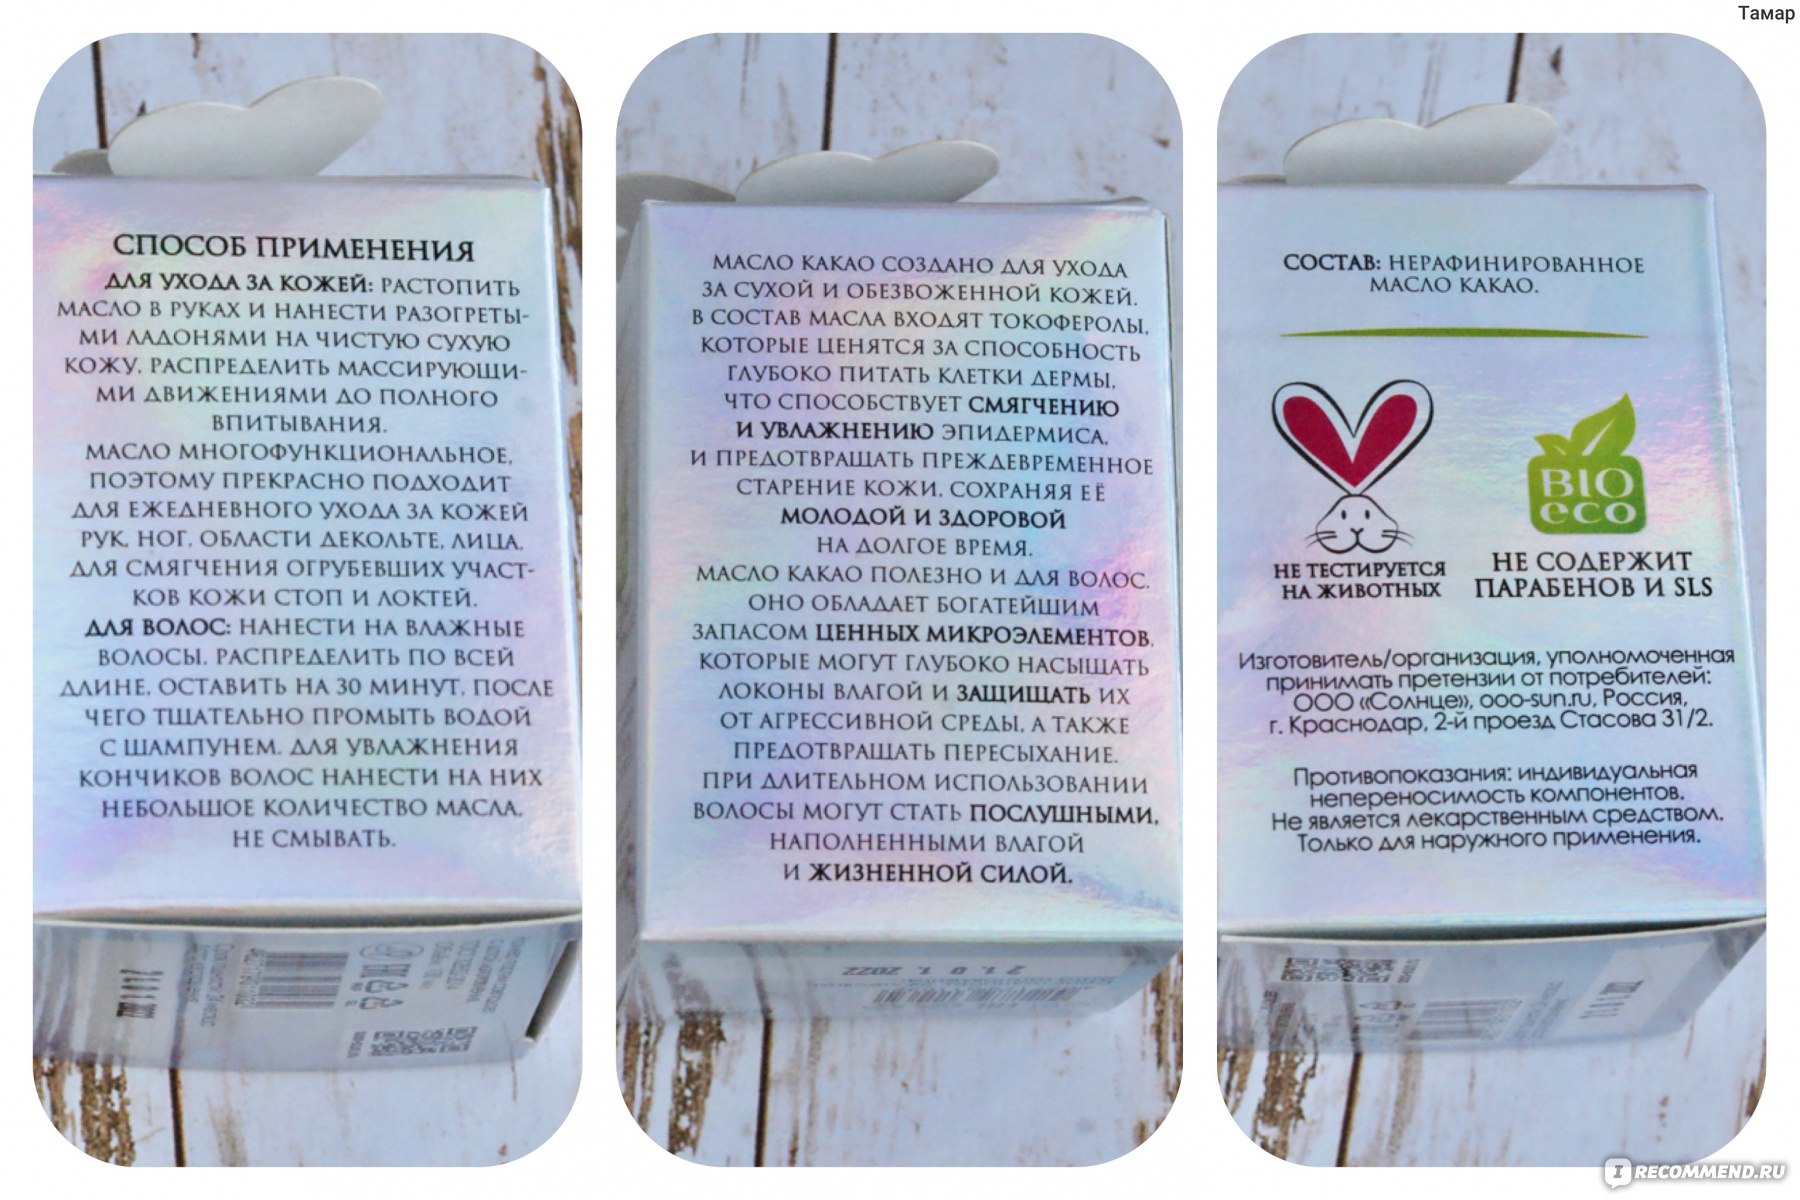 Тамар
СПОСОБ ПРИМЕНЕНИЯ
ДЛЯ УХОДА ЗА КОЖЕЙ: РАСТОПИТЬ
МАСЛО В РУКАХ И НАНЕСТИ РАЗОГРЕТЫ-
МИ ЛАДОНЯМИ НА ЧИСТУЮ СУХУЮ
КОЖУ, РАСПРЕДЕЛИТЬ МАССИРУЮЩИ-
МИ ДВИЖЕНИЯМИ ДО ПОЛНОГО
ВПИТЫВАНИЯ.
МАСЛО МНОГОФУНКЦИОНАЛЬНОЕ,
ПОЭТОМУ ПРЕКРАСНО ПОДХОДИТ
ДЛЯ ЕЖЕДНЕВНОГО УХОДА ЗА КОЖЕЙ
РУК, НОГ, ОБЛАСТИ ДЕКОЛЬТЕ, ЛИЦА,
ДЛЯ СМЯГЧЕНИЯ ОГРУБЕВШИХ УЧАСТ-
КОВ КОЖИ СТОП И ЛОКТЕЙ.
ДЛЯ ВОЛОС: НАНЕСТИ НА ВЛАЖНЫЕ
ВОЛОСЫ, РАСПРЕДЕЛИТЬ ПО ВСЕЙ
ДЛИНЕ, ОСТАВИТЬ НА 30 МИНУТ, ПОСЛЕ
ЧЕГО ТЩАТЕЛЬНО ПРОМЫТЬ ВОДОЙ
С ШАМПУНЕМ. ДЛЯ УВЛАЖНЕНИЯ
КОНЧИКОВ ВОЛОС НАНЕСТИ НА НИХ
НЕБОЛЬШОЕ КОЛИЧЕСТВО МАСЛА,
НЕ СМЫВАТЬ.
МАСЛО КАКАО СОЗДАНО ДЛЯ УХОДА
ЗА СУХОЙ И ОБЕЗВОЖЕННОЙ КОЖЕЙ.
В СОСТАВ МАСЛА ВХОДЯТ ТОКОФЕРОЛЫ,
КОТОРЫЕ ЦЕНЯТСЯ ЗА СПОСОБНОСТЬ
ГЛУБОКО ПИТАТЬ КЛЕТКИ ДЕРМЫ,
ЧТО СПОСОБСТВУЕТ СМЯГЧЕНИЮ
И УВЛАЖНЕНИЮ ЭПИДЕРМИСА,
И ПРЕДОТВРАЩАТЬ ПРЕЖДЕВРЕМЕННОЕ
СТАРЕНИЕ КОЖИ, СОХРАНЯЯ ЕЁ
МОЛОДОЙ И ЗДОРОВОЙ
НА ДОЛГОЕ ВРЕМЯ.
МАСЛО КАКАО ПОЛЕЗНО И ДЛЯ ВОЛОС.
ОНО ОБЛАДАЕТ БОГАТЕЙШИМ
ЗАПАСОМ ЦЕННЫХ МИКРОЭЛЕМЕНТОВ,
КОТОРЫЕ МОГУТ ГЛУБОКО НАСЫЩАТЬ
ЛОКОНЫ ВЛАГОЙ И ЗАЩИЩАТЬ ИХ
ОТ АГРЕССИВНОЙ СРЕДЫ, А ТАКЖЕ
ПРЕДОТВРАЩАТЬ ПЕРЕСЫХАНИЕ.
ПРИ ДЛИТЕЛЬНОМ ИСПОЛЬЗОВАНИИ
ВОЛОСЫ МОГУТ СТАТЬ ПОСЛУШНЫМИ,
НАПОЛНЕННЫМИ ВЛАГОЙ
И ЖИЗНЕННОЙ СИЛОЙ.
21.01.2022
СОСТАВ: НЕРАФИНИРОВАННОЕ
МАСЛО КАКАО.
BIO
eco
НЕ ТЕСТИРУЕТСЯ
НА ЖИВОТНЫХ
НЕ СОДЕРЖИТ
ПАРАБЕНОВ И SLS
Изготовитель/организация, уполномоченная
принимать претензии от потребителей:
ООО «Солнце», ooo-sun.ru, Россия,
г. Краснодар, 2-й проезд Стасова 31/2.
Противопоказания: индивидуальная
непереносимость компонентов.
Не является лекарственным средством.
Только для наружного применения.
I RECOMMEND.RU